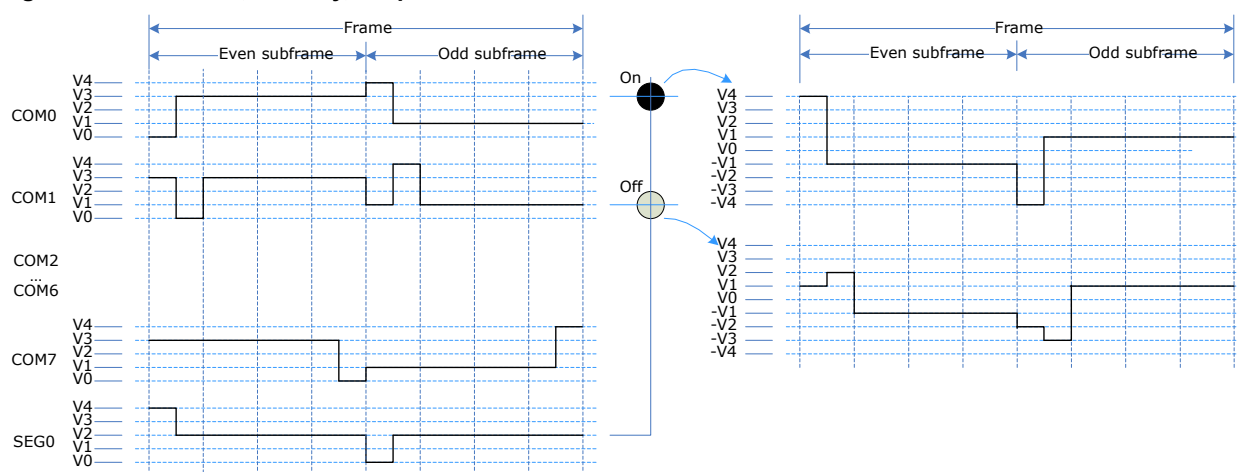 Frame
Even subframe
Odd subframe
COM0
V4
V3
V2
V1
V0
COM1
V4
V3
V2
V1
V0
COM2
...
COM6
COM7
V4
V3
V2
V1
V0
SEG0
V4
V3
V2
V1
V0
On
Off
Frame
Even subframe
Odd subframe
V4
V3
V2
V1
V0
-V1
-V2
-V3
-V4
V4
V3
V2
V1
V0
-V1
-V2
-V3
-V4